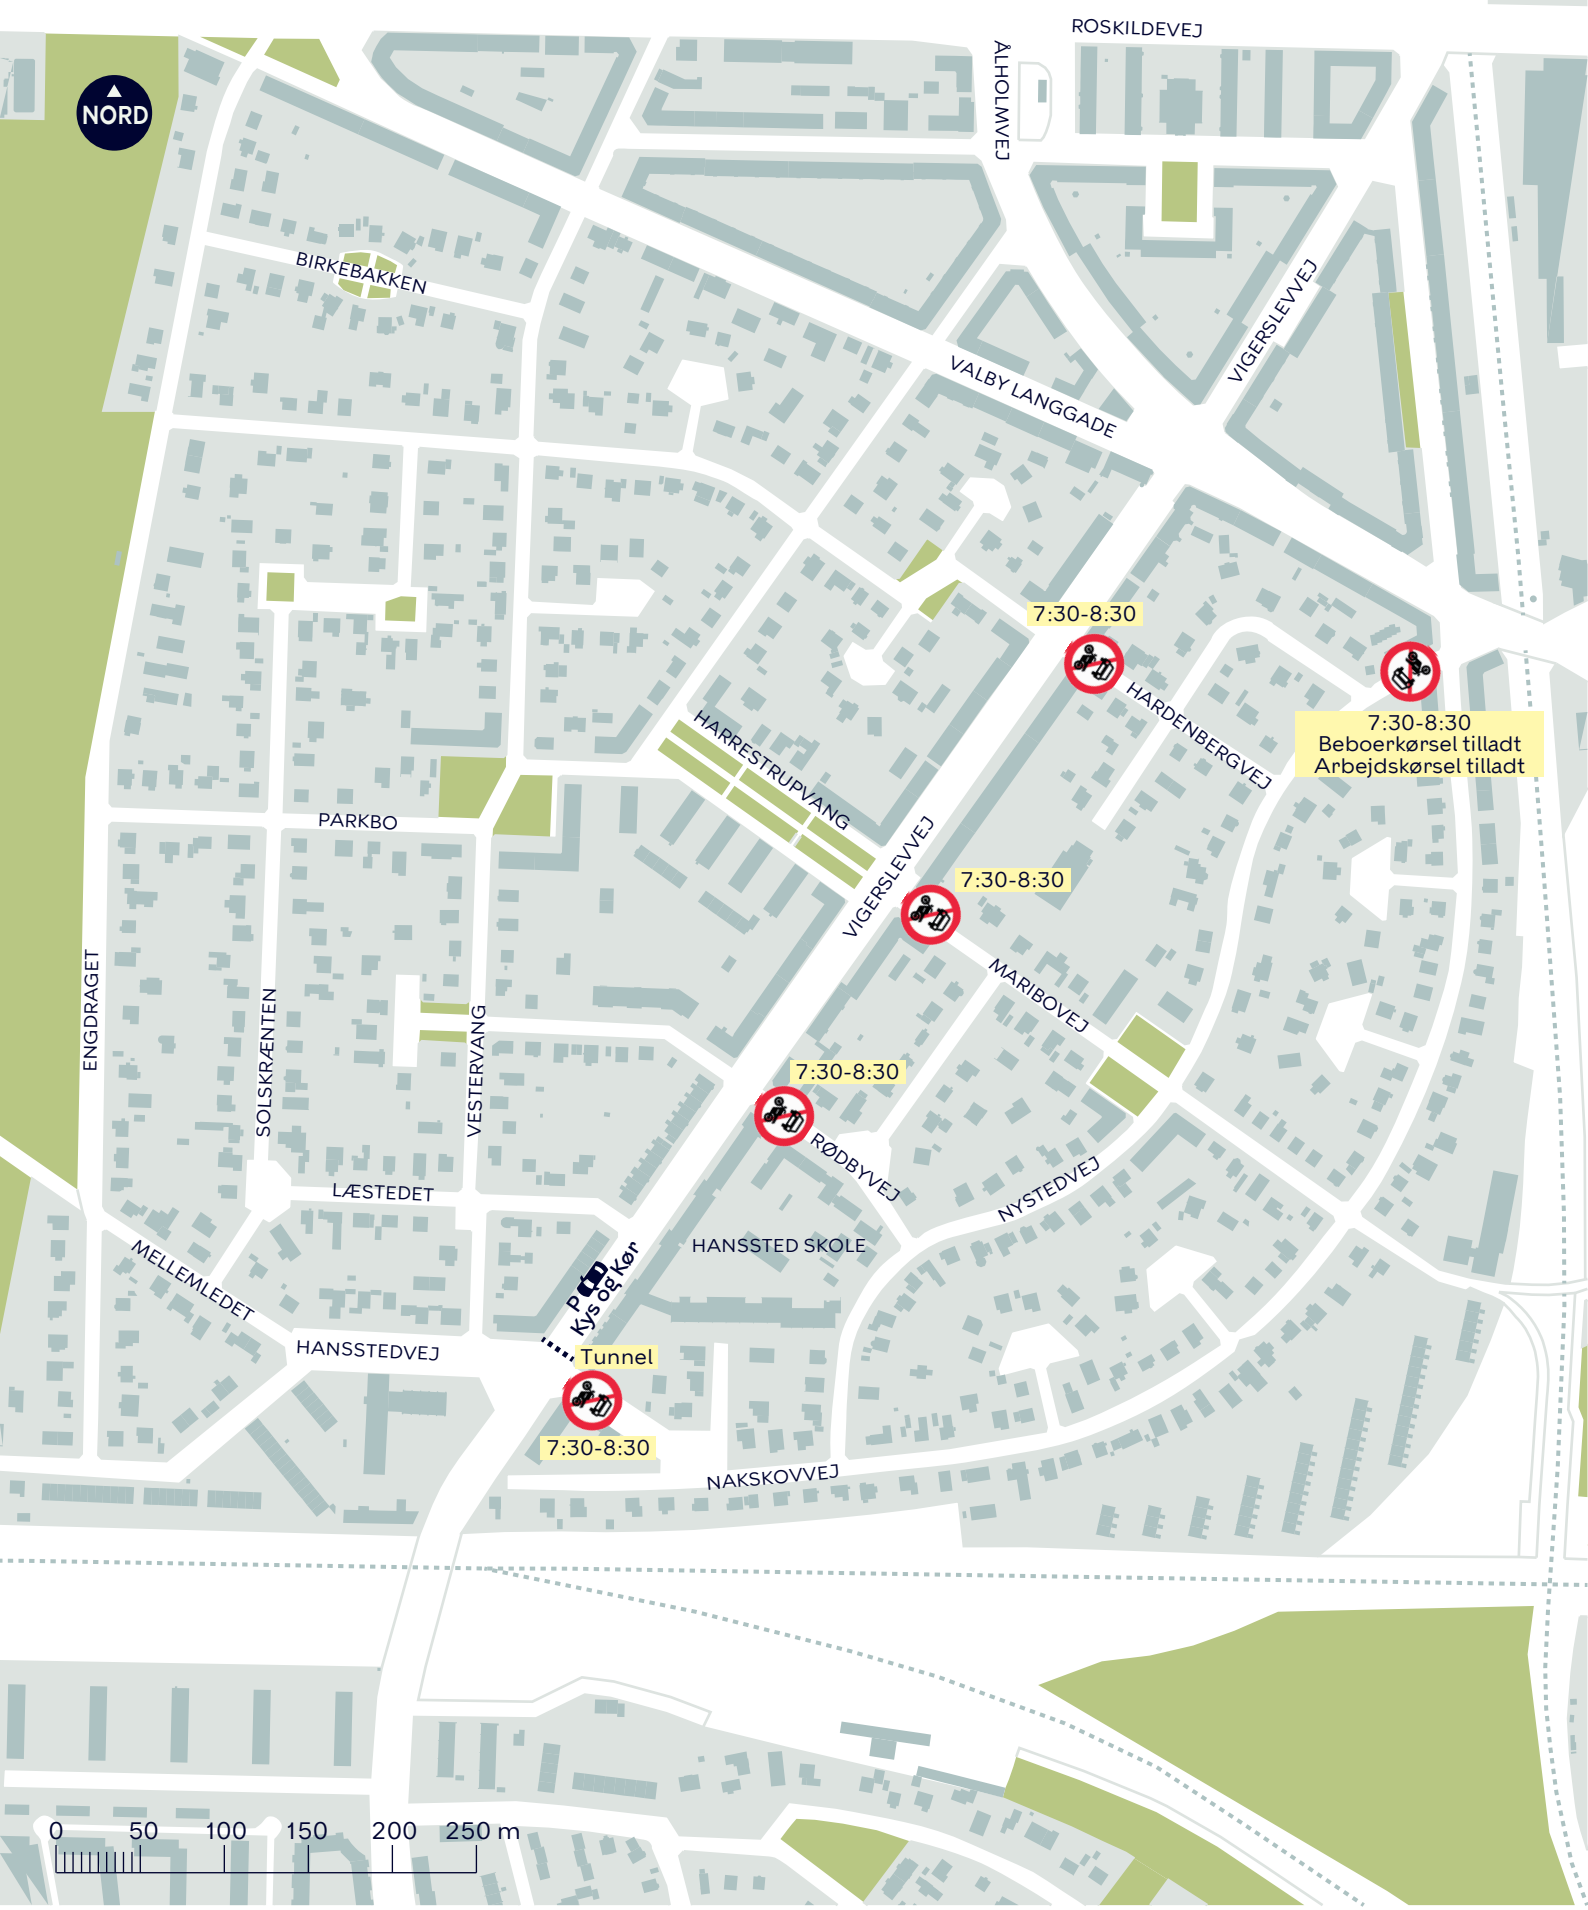 ROSKILDEVEJ
ÅLHOLMVEJ
NORD
BIRKEBAKKEN
VIGERSLEVVEJ
VALBY LANGGADE
7:30-8:30
HARDENBERGVEJ
7:30-8:30
Beboerkørsel tilladt
Arbejdskørsel tilladt
HARRESTRUPVANG
PARKBO
VIGERSLEVVEJ
7:30-8:30
MARIBOVEJ
ENGDRAGET
SOLSKRÆNTEN
VESTERVANG
7:30-8:30
RØDBYVEJ
NYSTEDVEJ
LÆSTEDET
HANSSTED SKOLE
MELLEMLEDET
P
Kys og Kør
HANSSTEDVEJ
Tunnel
7:30-8:30
NAKSKOVVEJ
0 50 100 150 200 250 m